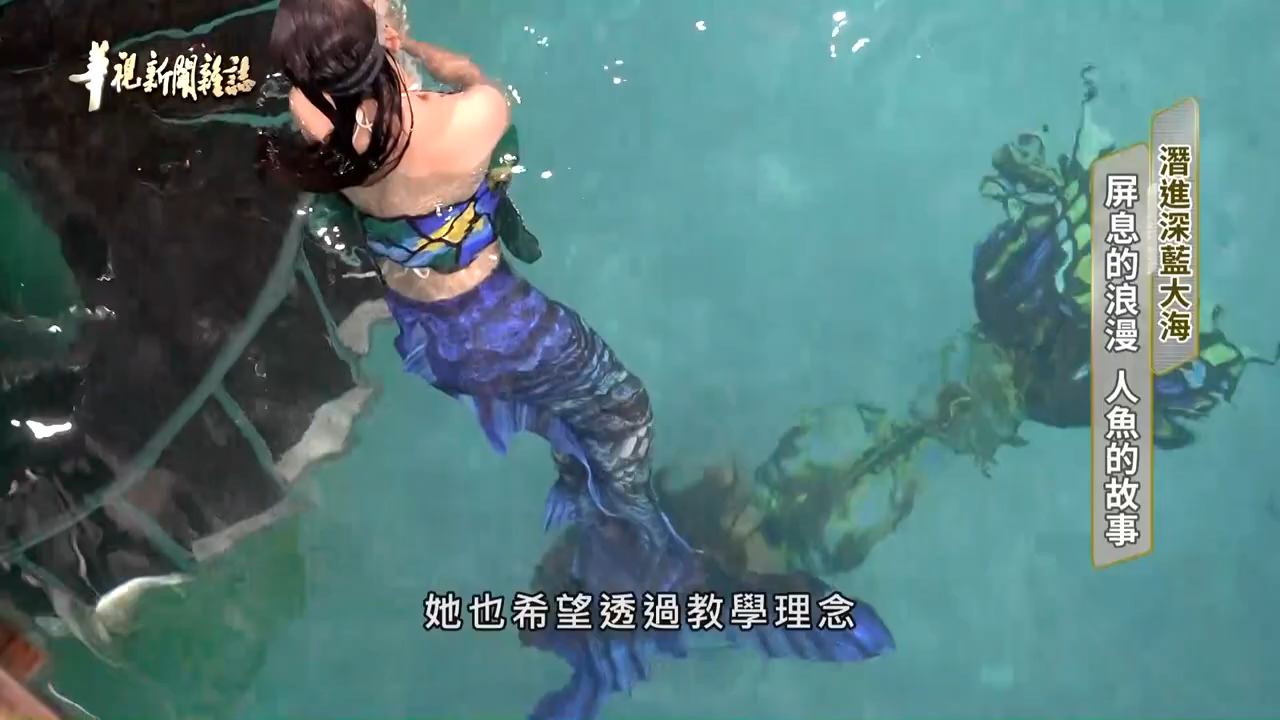 華視新聞雜誌
潛進深藍大海
屏息的浪漫 人魚的故事
她也希望透過教學理念